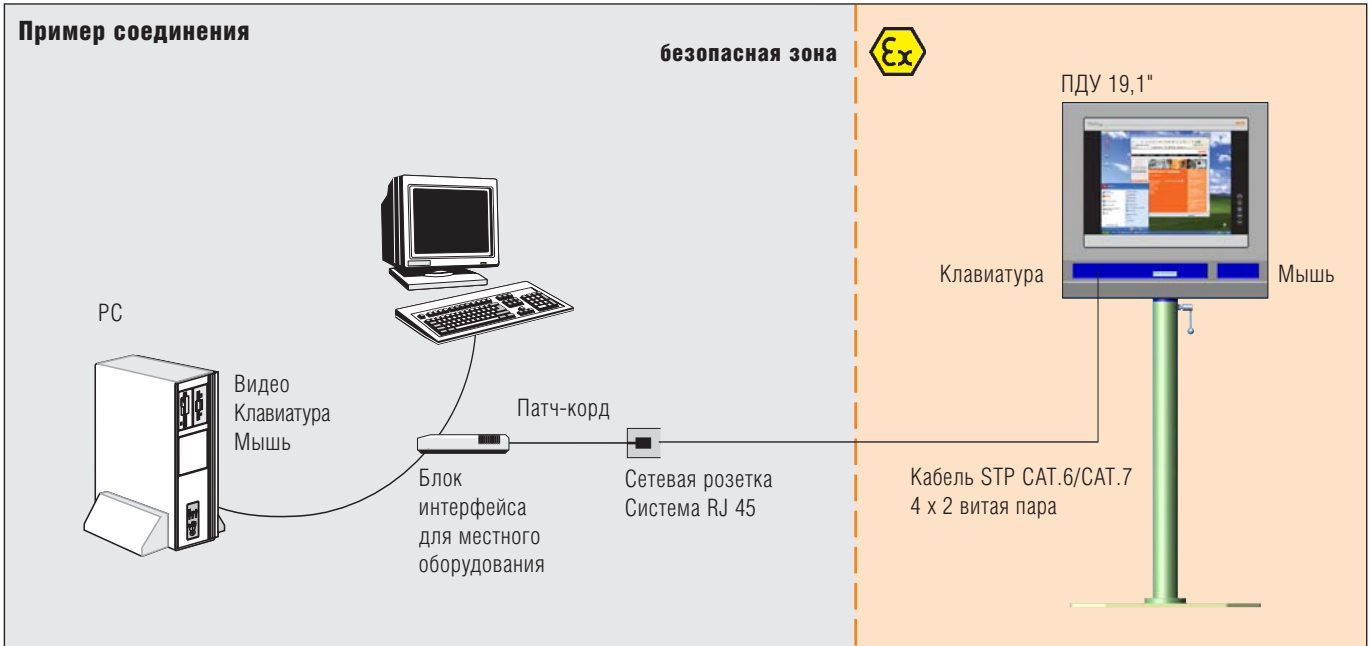 Пример соединения
безопасная зона
Ex
ПДУ 19,1"
Клавиатура
Мышь
PC
Видео
Клавиатура
Мышь
Патч-корд
Блок
интерфейса
для местного
оборудования
Сетевая розетка
Система RJ 45
Кабель STP CAT.6/CAT.7
4 x 2 витая пара